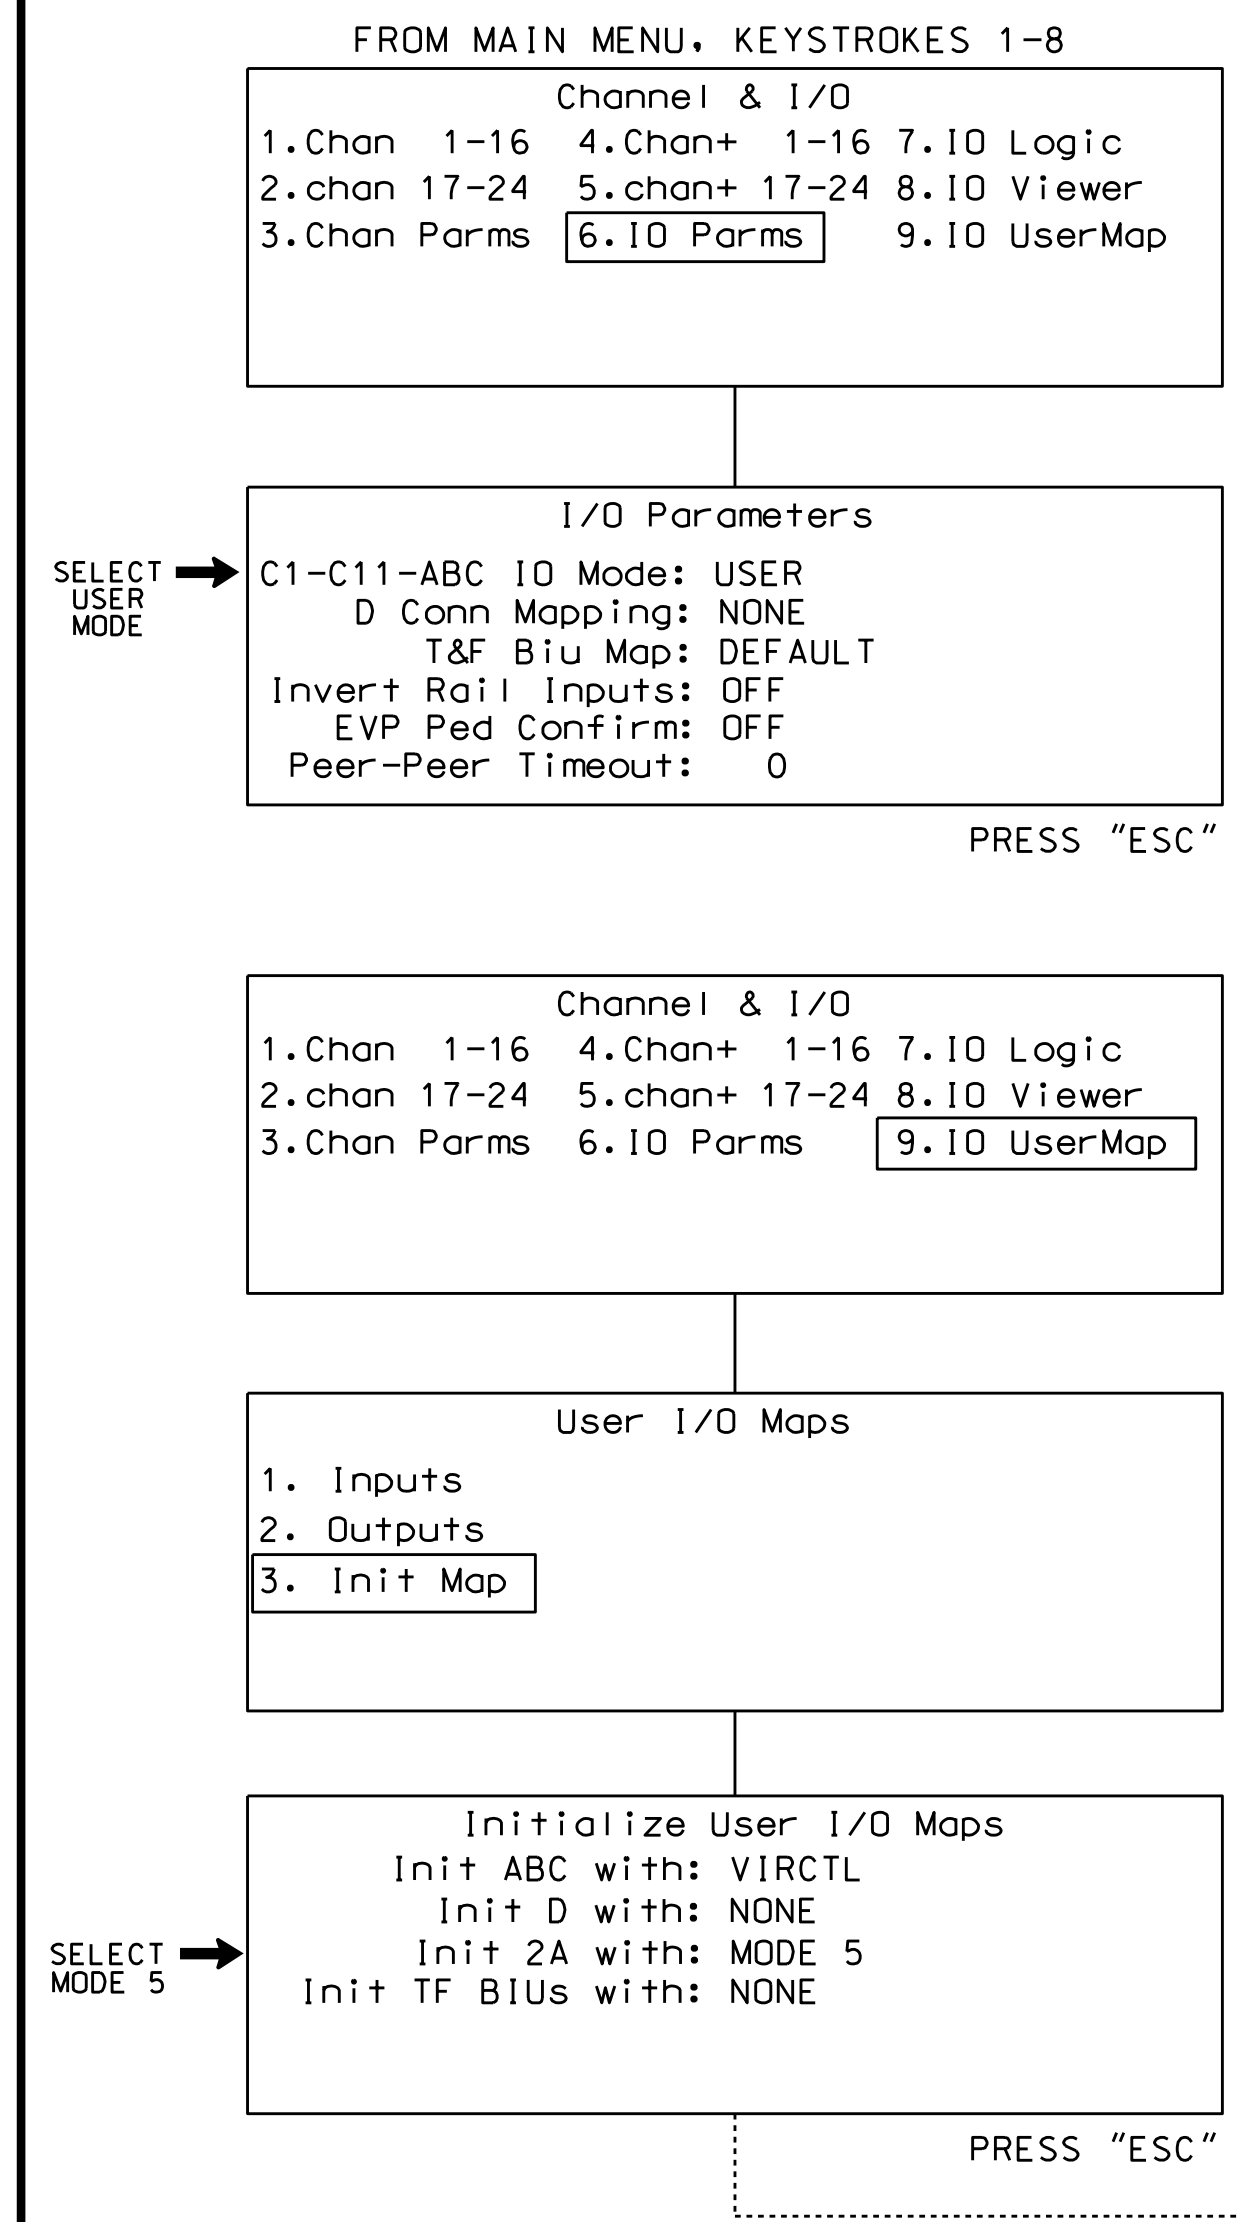 FROM MAIN MENU, KEYSTROKES 1-8
Channel & I/O
1.Chan 1-16 4.Chan+ 1-16 7.IO Logic
2.chan 17-24 5.chan+ 17-24 8.IO Viewer
3.Chan Parms 6.IO Parms 9.IO UserMap
I/O Parameters
SELECT
USER
MODE
C1-C11-ABC IO Mode: USER
D Conn Mapping: NONE
T&F Biu Map: DEFAULT
Invert Rail Inputs: OFF
EVP Ped Confirm: OFF
Peer-Peer Timeout: 0
PRESS "ESC"
Channel & I/O
1.Chan 1-16 4.Chan+ 1-16 7.IO Logic
2.chan 17-24 5.chan+ 17-24 8.IO Viewer
3.Chan Parms 6.IO Parms 9.IO UserMap
User I/O Maps
1. Inputs
2. Outputs
3. Init Map
Initialize User I/O Maps
Init ABC with: VIRCTL
Init D with: NONE
SELECT
MODE 5
Init 2A with: MODE 5
Init TF BIUs with: NONE
PRESS "ESC"